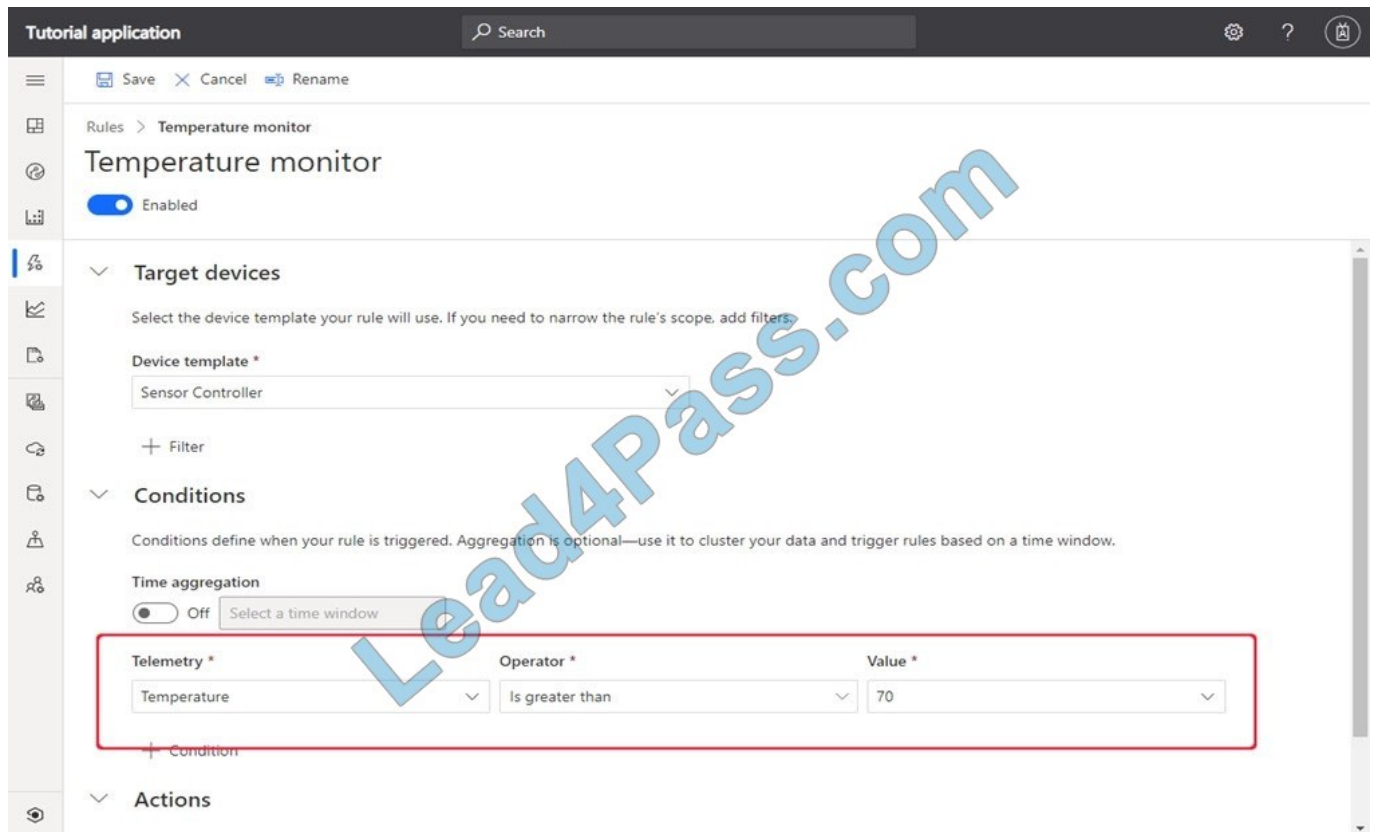 Tutorial application
Search
?
Save Cancel Rename
Rules > Temperature monitor
Temperature monitor
Enabled
Target devices
Select the device template your rule will use. If you need to narrow the rule's scope, add filters.
Device template *
Sensor Controller
+ Filter
Conditions
Conditions define when your rule is triggered. Aggregation is optional—use it to cluster your data and trigger rules based on a time window.
Time aggregation
Off Select a time window
Telemetry * Operator * Value *
Temperature Is greater than 70
+ Condition
Actions
Lead4Pass.com